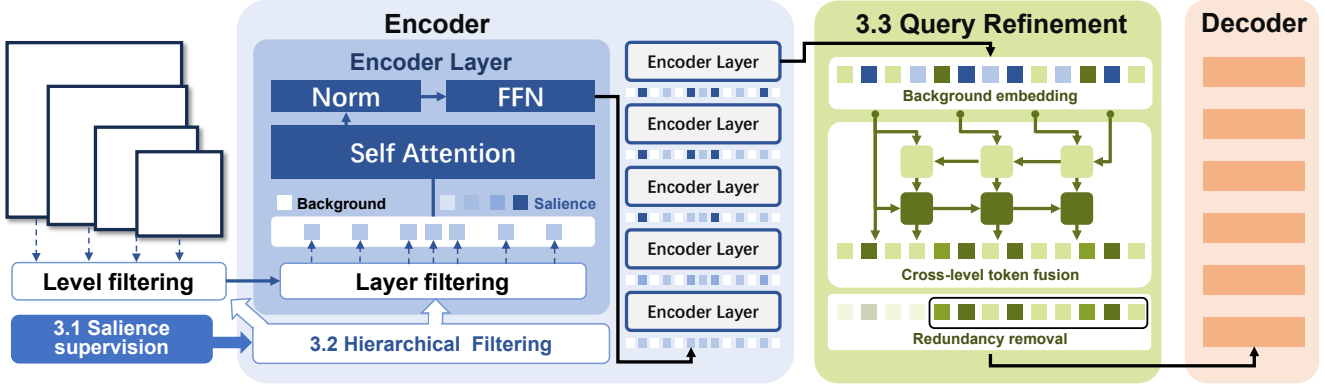 Encoder
3.3 Query Refinement
Decoder
Encoder Layer
Norm
FFN
Self Attention
Background
Salience
Level filtering
Layer filtering
3.1 Salience
supervision
3.2 Hierarchical Filtering
Encoder Layer
Encoder Layer
Encoder Layer
Encoder Layer
Encoder Layer
Background embedding
Cross-level token fusion
Redundancy removal